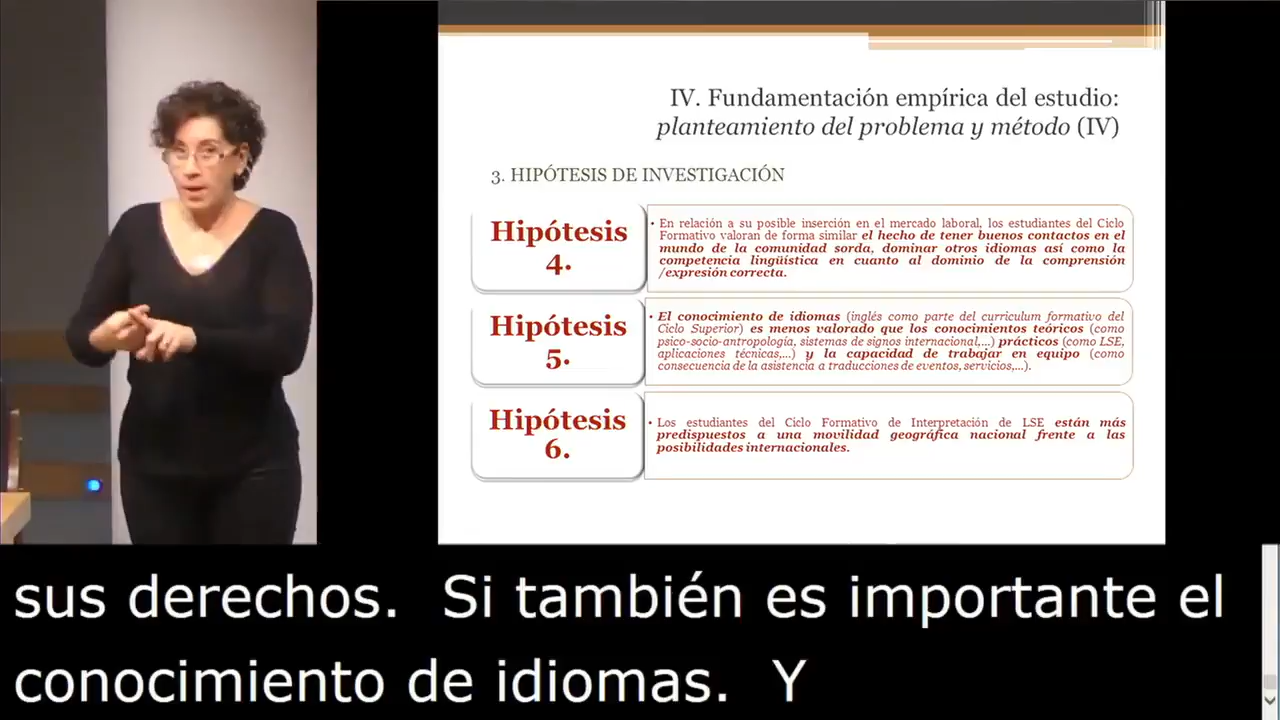 IV. Fundamentación empírica del estudio:
planteamiento del problema y método (IV)
3. HIPÓTESIS DE INVESTIGACIÓN
Hipótesis
4.
• En relación a su posible inserción en el mercado laboral, los estudiantes del Ciclo
Formativo valoran de forma similar el hecho de tener buenos contactos en el
mundo de la comunidad sorda, dominar otros idiomas así como la
competencia lingüística en cuanto al dominio de la comprensión
/expresión correcta.
Hipótesis
5.
• El conocimiento de idiomas (inglés como parte del curriculum formativo del
Ciclo Superior) es menos valorado que los conocimientos teóricos (como
psico-socio-antropología, sistemas de signos internacional,...) prácticos (como LSE,
aplicaciones técnicas,...) y la capacidad de trabajar en equipo (como
consecuencia de la asistencia a traducciones de eventos, servicios,...).
Hipótesis
6.
• Los estudiantes del Ciclo Formativo de Interpretación de LSE están más
predispuestos a una movilidad geográfica nacional frente a las
posibilidades internacionales.
sus derechos. Si también es importante el
conocimiento de idiomas. Y